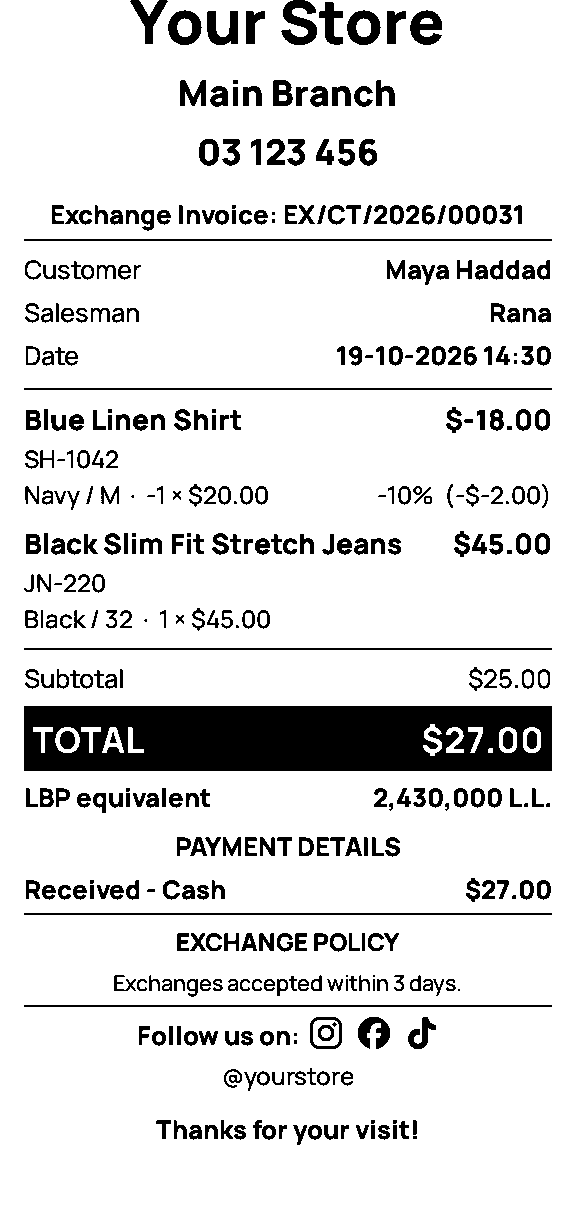 Your Store
Main Branch
03 123 456
Exchange Invoice: EX/CT/2026/00031
Customer Maya Haddad
Salesman Rana
Date 19-10-2026 14:30
Blue Linen Shirt $-18.00
SH-1042
Navy / M · -1 × $20.00 -10% (-$-2.00)
Black Slim Fit Stretch Jeans $45.00
JN-220
Black / 32 · 1 × $45.00
Subtotal $25.00
TOTAL $27.00
LBP equivalent 2,430,000 L.L.
PAYMENT DETAILS
Received - Cash $27.00
EXCHANGE POLICY
Exchanges accepted within 3 days.
Follow us on:
@yourstore
Thanks for your visit!